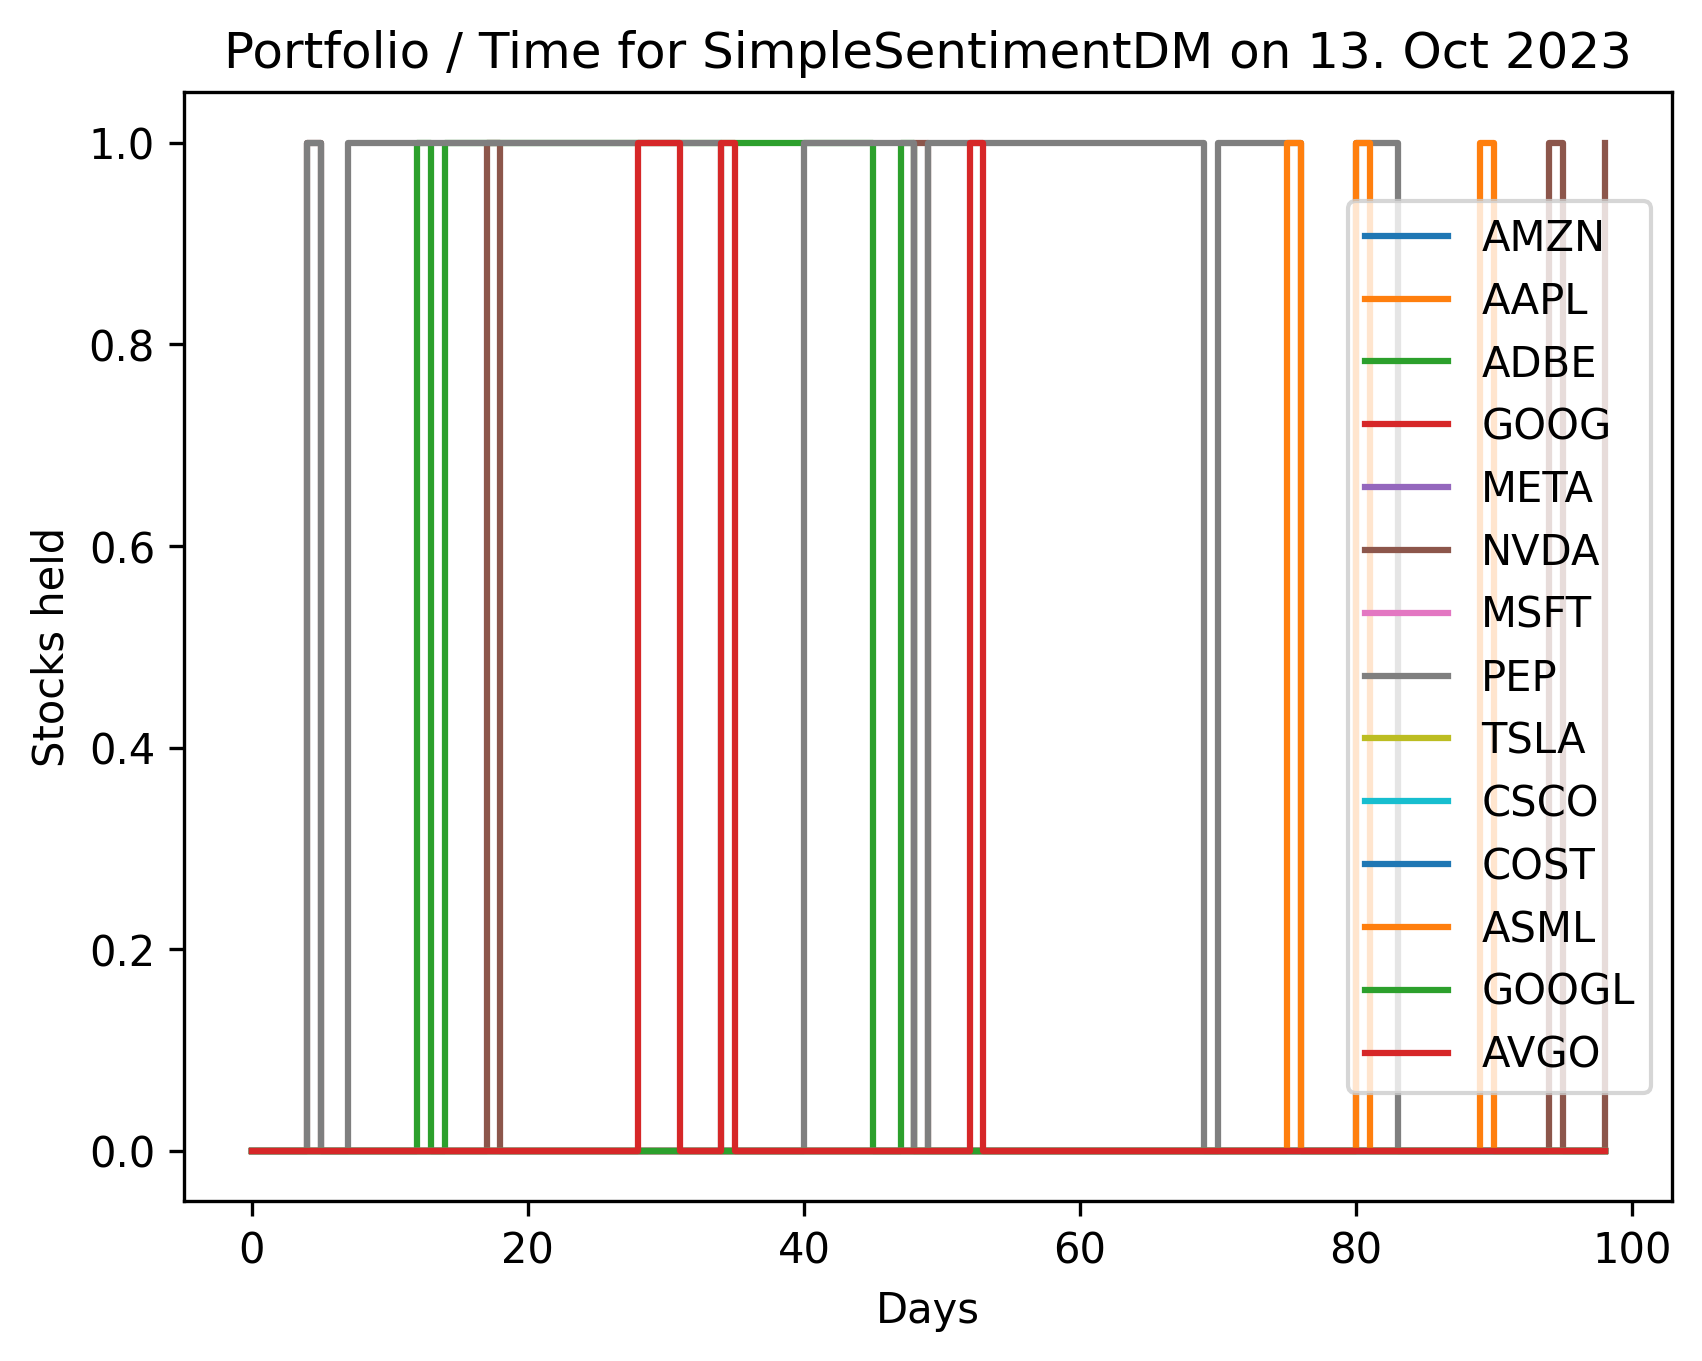 Portfolio / Time for SimpleSentimentDM on 13. Oct 2023
1.0
0.8
0.6
0.4
0.2
0.0
Stocks held
AMZN
AAPL
ADBE
GOOG
META
NVDA
MSFT
PEP
TSLA
CSCO
COST
ASML
GOOGL
AVGO
0 20 40 60 80 100
Days